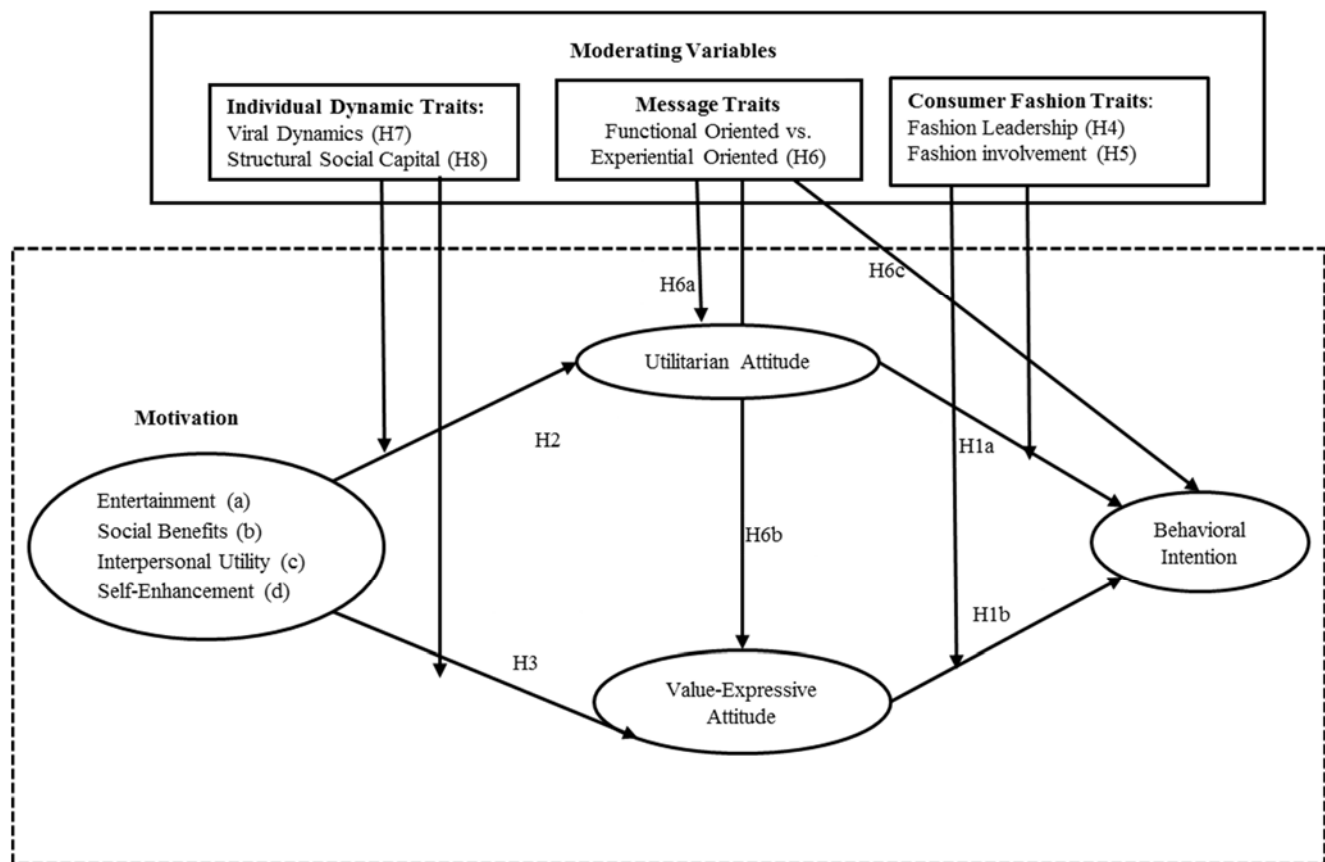 Moderating Variables
Individual Dynamic Traits:
Viral Dynamics (H7)
Structural Social Capital (H8)
Message Traits
Functional Oriented vs.
Experiential Oriented (H6)
Consumer Fashion Traits:
Fashion Leadership (H4)
Fashion involvement (H5)
H6a
H6c
Utilitarian Attitude
Motivation
H2
H1a
Entertainment (a)
Social Benefits (b)
Interpersonal Utility (c)
Self-Enhancement (d)
H6b
Behavioral
Intention
H1b
H3
Value-Expressive
Attitude